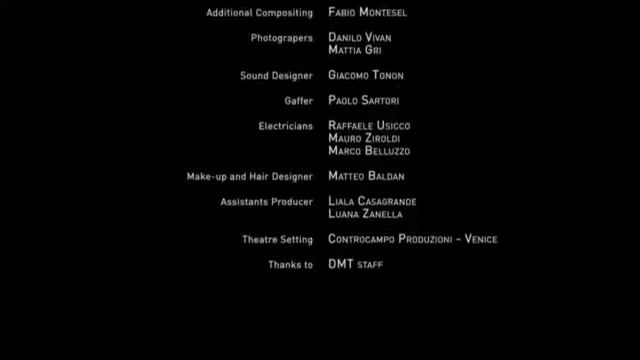 Additional Compositing Fabio Montesel
Photograpers Danilo Vivan
Mattia Gri
Sound Designer Giacomo Tonon
Gaffer Paolo Sartori
Electricians Raffaele Usicco
Mauro Ziroldi
Marco Belluzzo
Make-up and Hair Designer Matteo Baldan
Assistants Producer Liala Casagrande
Luana Zanella
Theatre Setting Controcampo Produzioni - Venice
Thanks to DMT staff